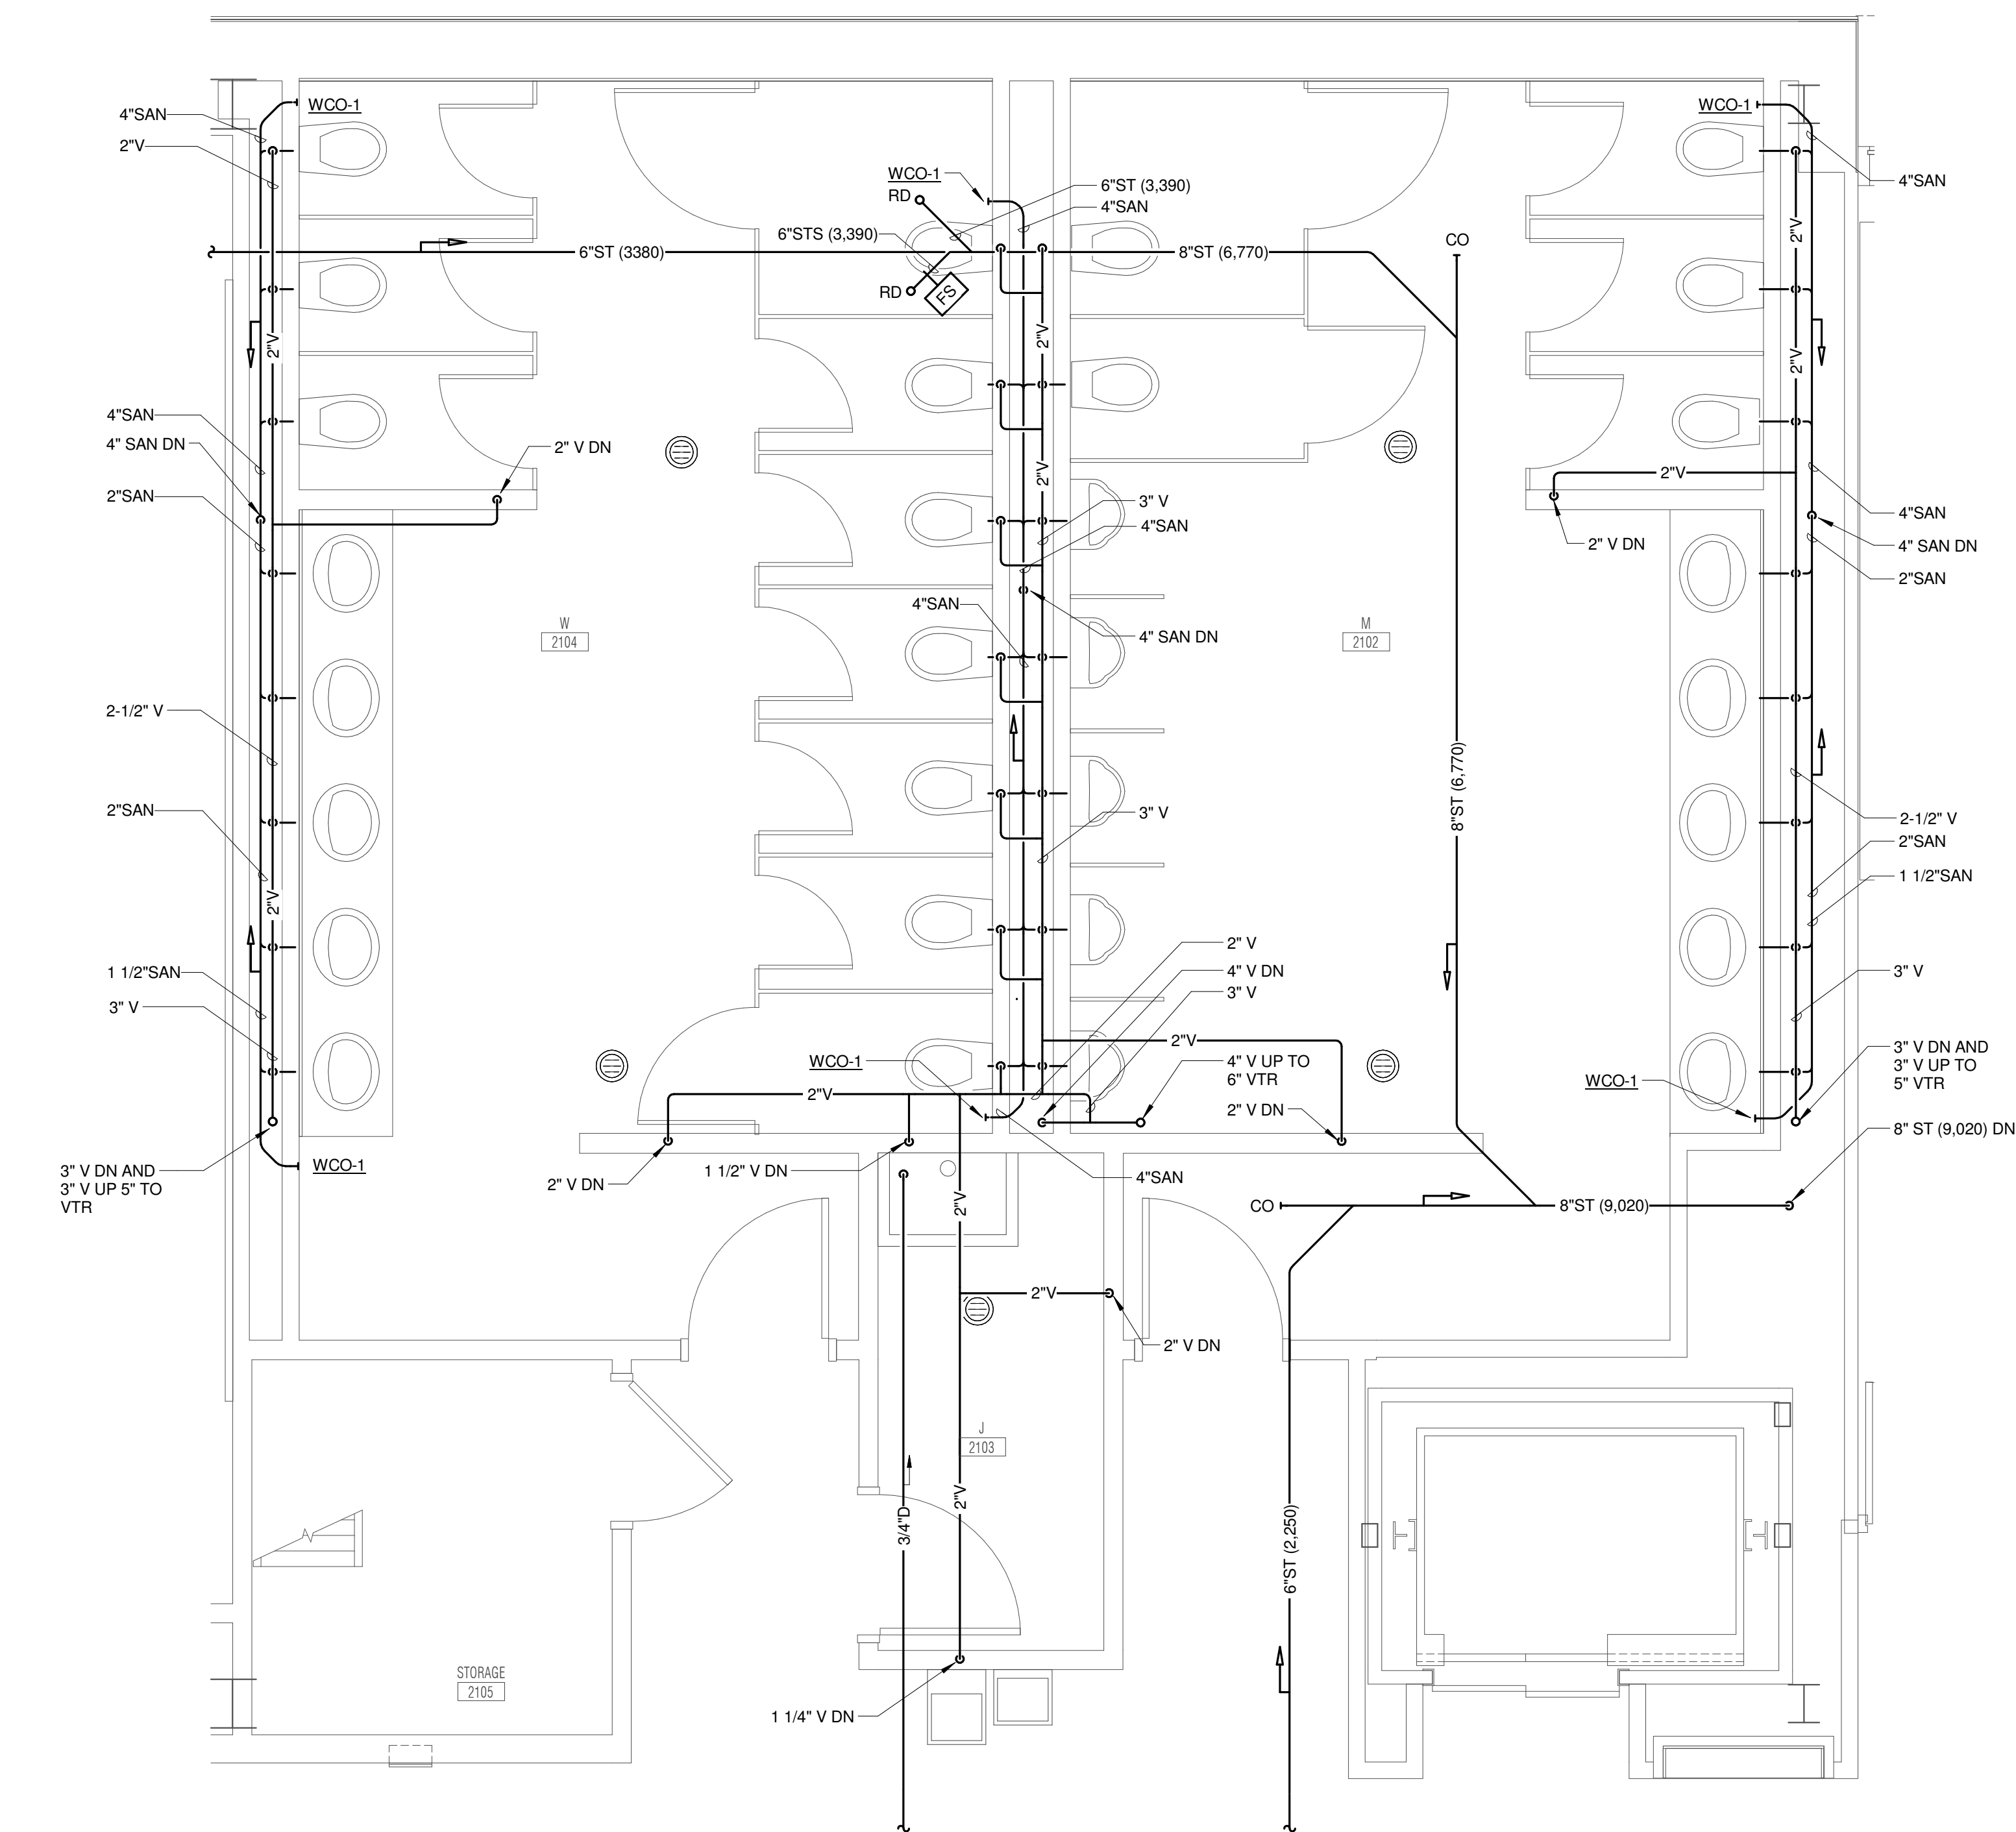 WCO-1
WCO-1
4"SAN
2"V
WCO-1
RD
6"ST (3,390)
4"SAN
4"SAN
6"STS (3,390)
2"V
CO
6"ST (3380)
8"ST (6,770)
RD
FS
2"V
2"V
2"V
4"SAN
4" SAN DN
2" V DN
2"V
2"V
2"SAN
3" V
4"SAN
4"SAN
2" V DN
4" SAN DN
2"SAN
4"SAN
W
2104
4" SAN DN
M
2102
2-1/2" V
8"ST (6,770)
2"SAN
3" V
2-1/2" V
2"SAN
1 1/2"SAN
2"V
1 1/2"SAN
3" V
2" V
4" V DN
3" V
3" V
2"V
WCO-1
4" V UP TO
6" VTR
3" V DN AND
3" V UP TO
5" VTR
WCO-1
2"V
2" V DN
8" ST (9,020) DN
WCO-1
3" V DN AND
3" V UP 5" TO
VTR
2" V DN
1 1/2" V DN
4"SAN
2"V
CO
8"ST (9,020)
2"V
2" V DN
J
2103
2"V
3/4"D
6"ST (2,250)
STORAGE
2105
1 1/4" V DN